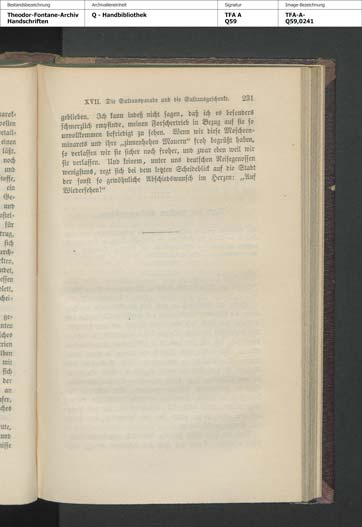 Bestandsbezeichnung
Theodor-Fontane-Archiv
Handschriften
Archivalieneinheit
Q - Handbibliothek
Signatur
TFA A
Q59
Image-Bezeichnung
TFA-A-
Q59,0241
XVII. Die Sultansparade und die Sultansgeschenke. 231
geblieben. Ich kann indeß nicht sagen, daß ich es besonders
schmerzlich empfinde, meinen Forschertrieb in Bezug auf sie so
unvollkommen befriedigt zu sehen. Wenn wir diese Moscheen-
minarets und ihre „zinnenhohen Mauern“ froh begrüßt haben,
so verlassen wir sie sicher noch froher, und zwar eben weil wir
sie verlassen. Und keinem, unter uns deutschen Reisegenossen
wenigstens, regt sich bei dem letzten Scheideblick auf die Stadt
der sonst so gewöhnliche Abschiedswunsch im Herzen: „Auf
Wiedersehen!“